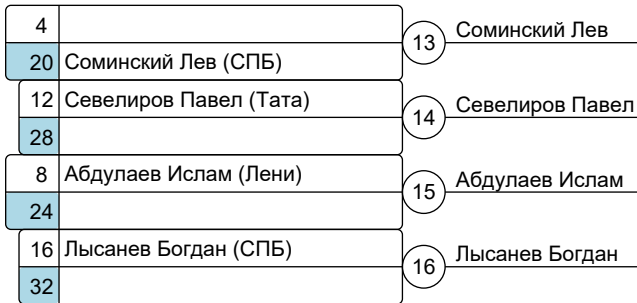 4
13 Соминский Лев
20 Соминский Лев (СПБ)
12 Севелиров Павел (Тата)
14 Севелиров Павел
28
8 Абдулаев Ислам (Лени)
15 Абдулаев Ислам
24
16 Лысанев Богдан (СПБ)
16 Лысанев Богдан
32